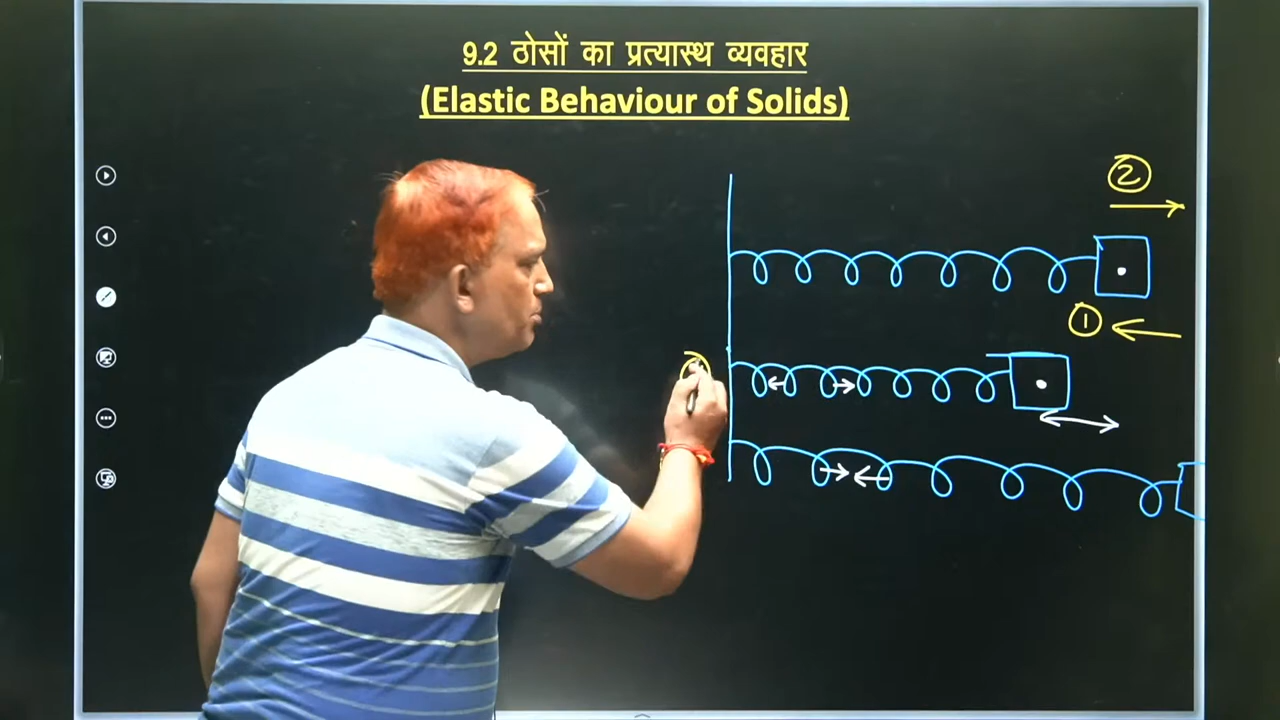 9.2 ठोसों का प्रत्यास्थ व्यवहार
(Elastic Behaviour of Solids)
2
1